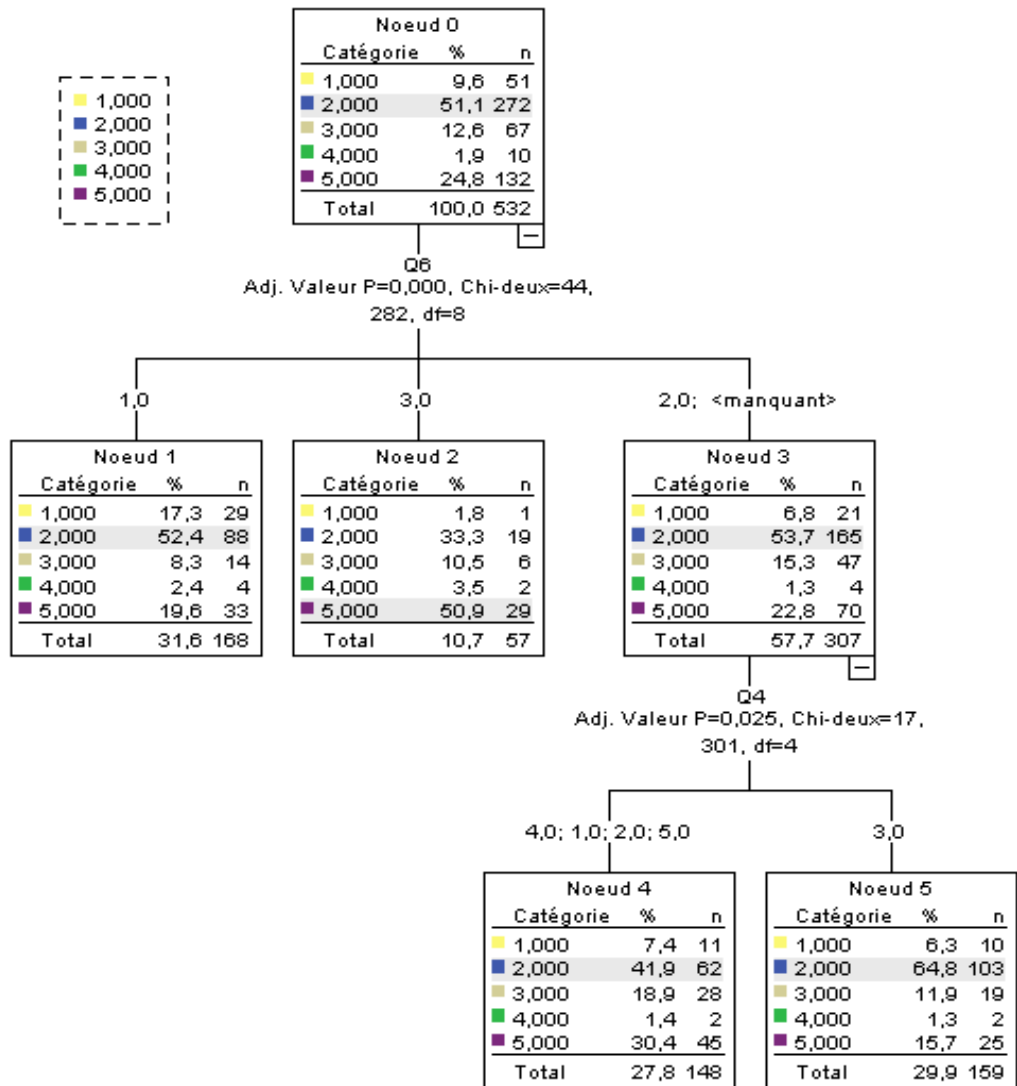 Noeud 0
Catégorie % n
1,000 9,6 51
2,000 51,1 272
3,000 12,6 67
4,000 1,9 10
5,000 24,8 132
Total 100,0 532
1,000
2,000
3,000
4,000
5,000
Q6
Adj. Valeur P=0,000, Chi-deux=44,
282, df=8
1,0
3,0
2,0; <manquant>
Noeud 1
Catégorie % n
1,000 17,3 29
2,000 52,4 88
3,000 8,3 14
4,000 2,4 4
5,000 19,6 33
Total 31,6 168
Noeud 2
Catégorie % n
1,000 1,8 1
2,000 33,3 19
3,000 10,5 6
4,000 3,5 2
5,000 50,9 29
Total 10,7 57
Noeud 3
Catégorie % n
1,000 6,8 21
2,000 53,7 165
3,000 15,3 47
4,000 1,3 4
5,000 22,8 70
Total 57,7 307
Q4
Adj. Valeur P=0,025, Chi-deux=17,
301, df=4
4,0; 1,0; 2,0; 5,0
3,0
Noeud 4
Catégorie % n
1,000 7,4 11
2,000 41,9 62
3,000 18,9 28
4,000 1,4 2
5,000 30,4 45
Total 27,8 148
Noeud 5
Catégorie % n
1,000 6,3 10
2,000 64,8 103
3,000 11,9 19
4,000 1,3 2
5,000 15,7 25
Total 29,9 159